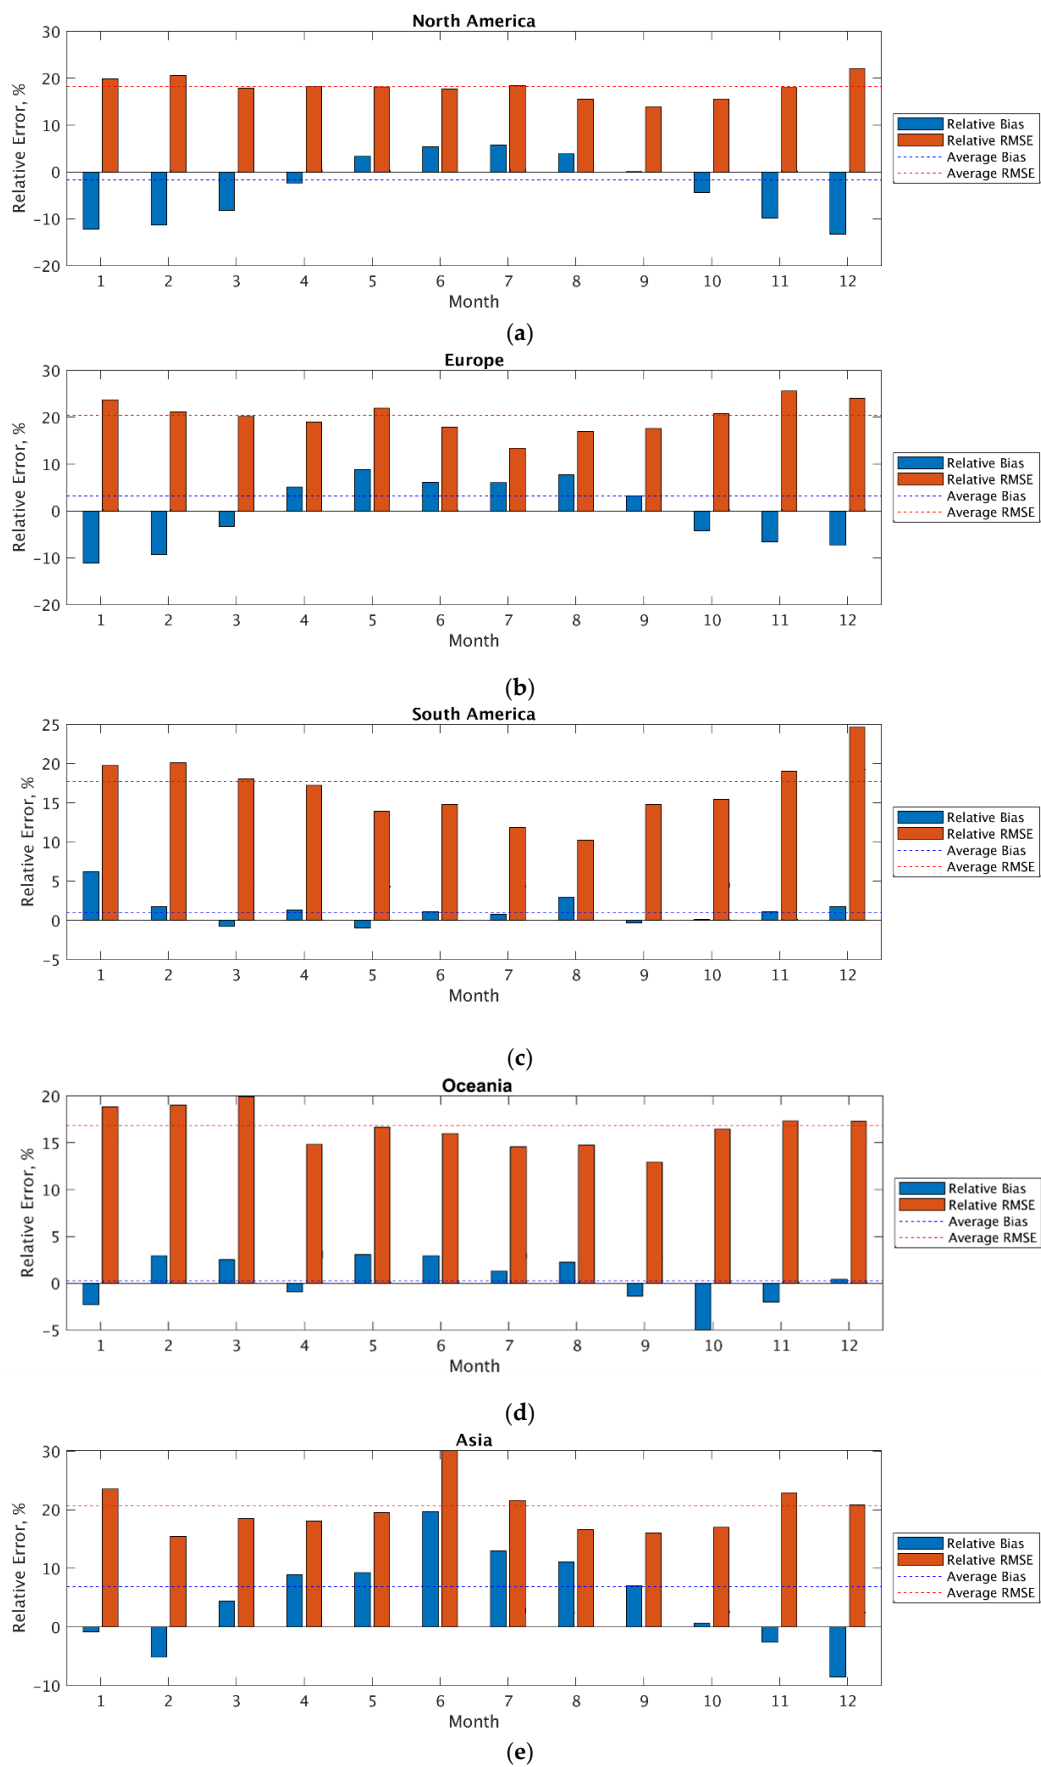 North America
30
20
10
0
-10
-20
Relative Error, %
1 2 3 4 5 6 7 8 9 10 11 12
Month
Relative Bias
Relative RMSE
Average Bias
Average RMSE
(a)
Europe
30
20
10
0
-10
-20
Relative Error, %
1 2 3 4 5 6 7 8 9 10 11 12
Month
Relative Bias
Relative RMSE
Average Bias
Average RMSE
(b)
South America
25
20
15
10
5
0
-5
Relative Error, %
1 2 3 4 5 6 7 8 9 10 11 12
Month
Relative Bias
Relative RMSE
Average Bias
Average RMSE
(c)
Oceania
20
15
10
5
0
-5
Relative Error, %
1 2 3 4 5 6 7 8 9 10 11 12
Month
Relative Bias
Relative RMSE
Average Bias
Average RMSE
(d)
Asia
30
20
10
0
-10
Relative Error, %
1 2 3 4 5 6 7 8 9 10 11 12
Month
Relative Bias
Relative RMSE
Average Bias
Average RMSE
(e)